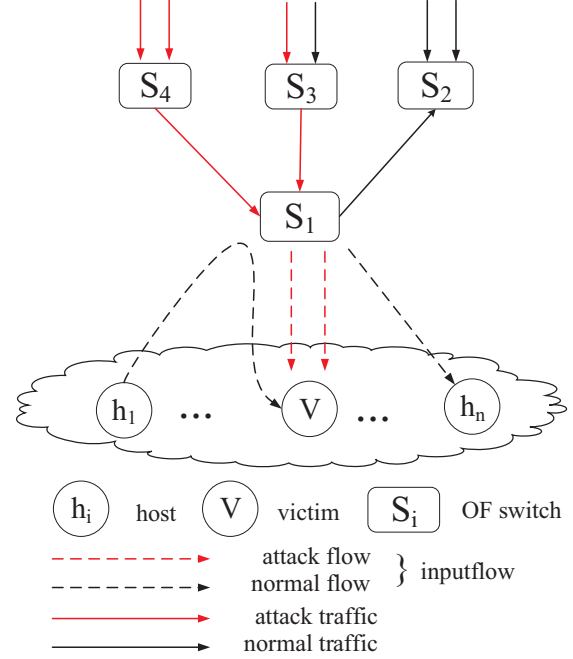 S4 S3 S2
S1
h1 ... V ... hn
hi host V victim Si OF switch
attack flow
normal flow } inputflow
attack traffic
normal traffic